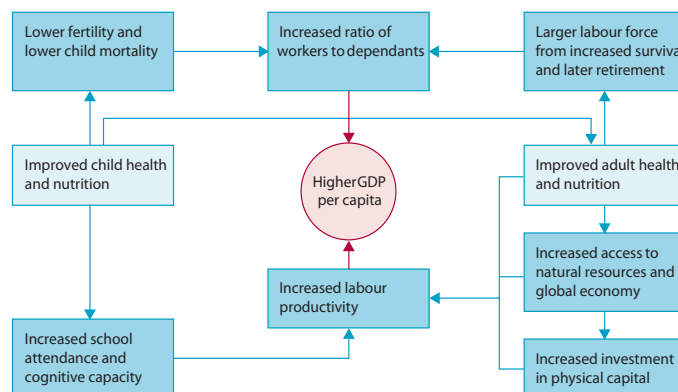 Lower fertility and
lower child mortality
Increased ratio of
workers to dependants
Larger labour force
from increased surviva
and later retirement
Improved child health
and nutrition
HigherGDP
per capita
Improved adult health
and nutrition
Increased access to
natural resources and
global economy
Increased labour
productivity
Increased school
attendance and
cognitive capacity
Increased investment
in physical capital